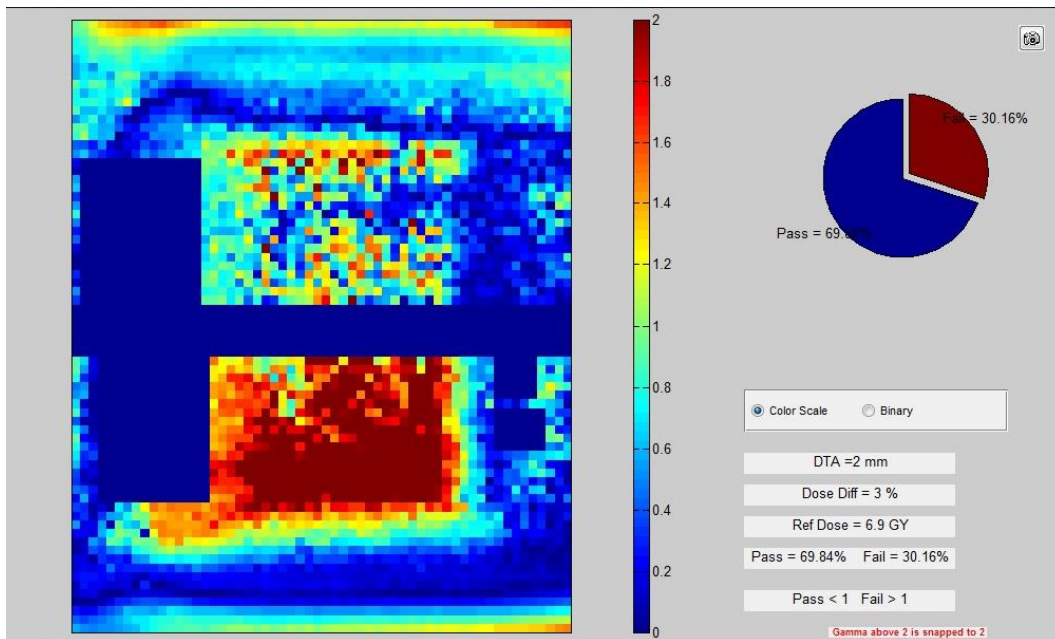 2
1.8
1.6
1.4
1.2
1
0.8
0.6
0.4
0.2
0
Fail = 30.16%
Pass = 69.84%
Color Scale Binary
DTA =2 mm
Dose Diff = 3 %
Ref Dose = 6.9 GY
Pass = 69.84% Fail = 30.16%
Pass < 1 Fail > 1
Gamma above 2 is snapped to 2